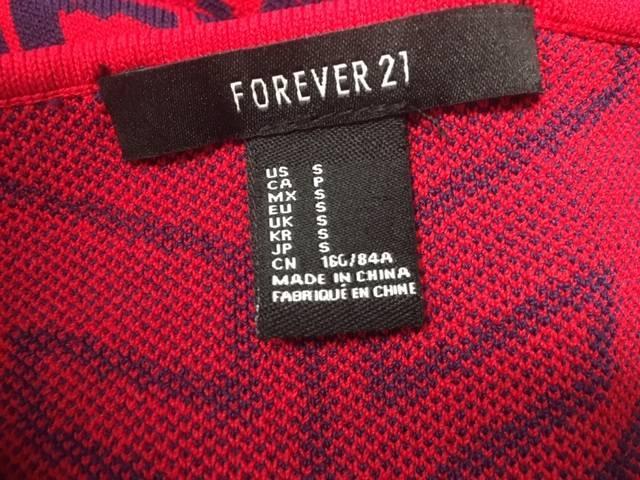 FOREVER 21
US S
CA P
MX S
EU S
UK S
KR S
JP S
CN 160/84A
MADE IN CHINA
FABRIQUÉ EN CHINE